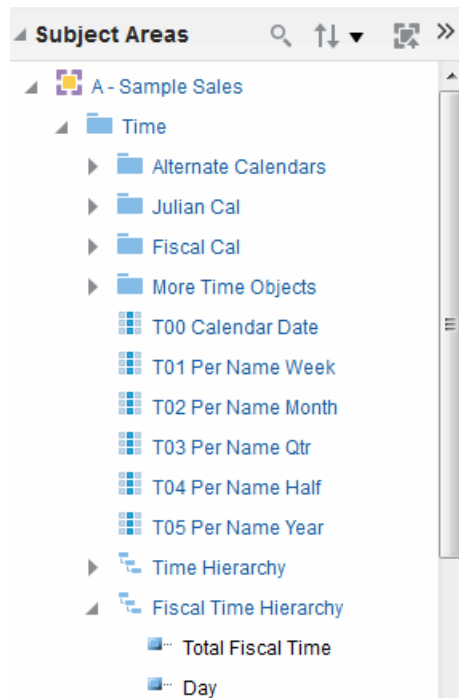 Subject Areas
A - Sample Sales
Time
Alternate Calendars
Julian Cal
Fiscal Cal
More Time Objects
T00 Calendar Date
T01 Per Name Week
T02 Per Name Month
T03 Per Name Qtr
T04 Per Name Half
T05 Per Name Year
Time Hierarchy
Fiscal Time Hierarchy
Total Fiscal Time
Day